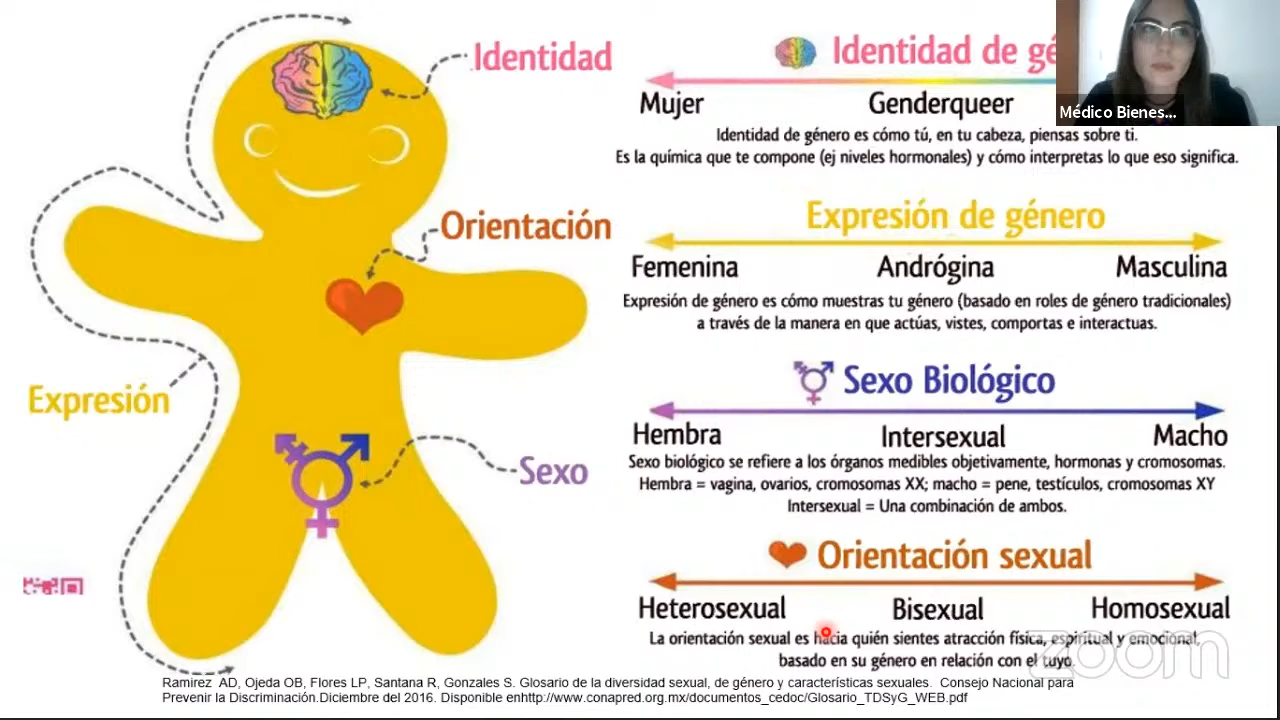 Identidad
Orientación
Expresión
Sexo
Identidad de gé
Mujer
Genderqueer
Médico Bienes...
Identidad de género es cómo tú, en tu cabeza, piensas sobre ti.
Es la química que te compone (ej niveles hormonales) y cómo interpretas lo que eso significa.
Expresión de género
Femenina
Andrógina
Masculina
Expresión de género es cómo muestras tu género (basado en roles de género tradicionales)
a través de la manera en que actúas, vistes, comportas e interactuas.
Sexo Biológico
Hembra
Intersexual
Macho
Sexo biológico se refiere a los órganos medibles objetivamente, hormonas y cromosomas.
Hembra = vagina, ovarios, cromosomas XX; macho = pene, testículos, cromosomas XY
Intersexual = Una combinación de ambos.
Orientación sexual
Heterosexual
Bisexual
Homosexual
La orientación sexual es hacia quién sientes atracción física, espiritual y emocional,
basado en su género en relación con el tuyo.
zoom
Ramirez AD, Ojeda OB, Flores LP, Santana R, Gonzales S. Glosario de la diversidad sexual, de género y características sexuales. Consejo Nacional para
Prevenir la Discriminación.Diciembre del 2016. Disponible enhttp://www.conapred.org.mx/documentos_cedoc/Glosario_TDSyG_WEB.pdf